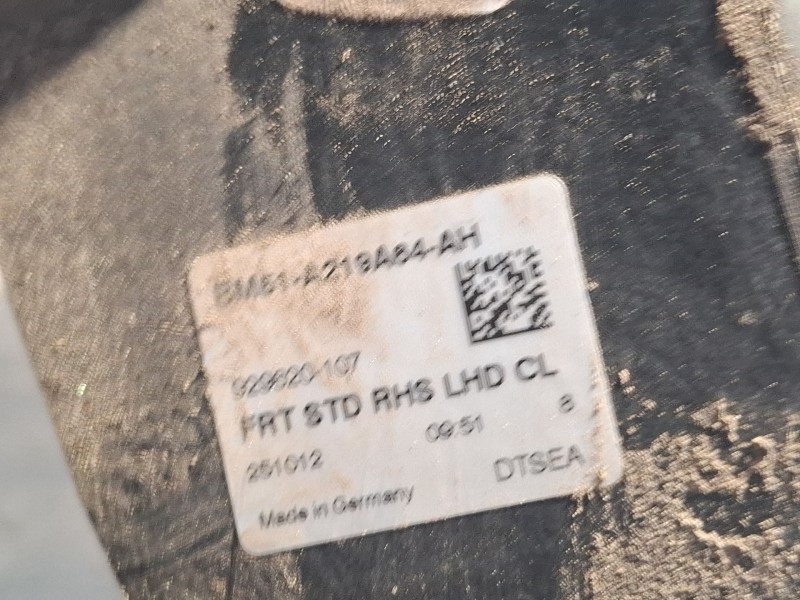 BM51-A219A64-AH
929620-107
FRT STD RHS LHD CL
251012 09:51 8
DTSEA
Made in Germany